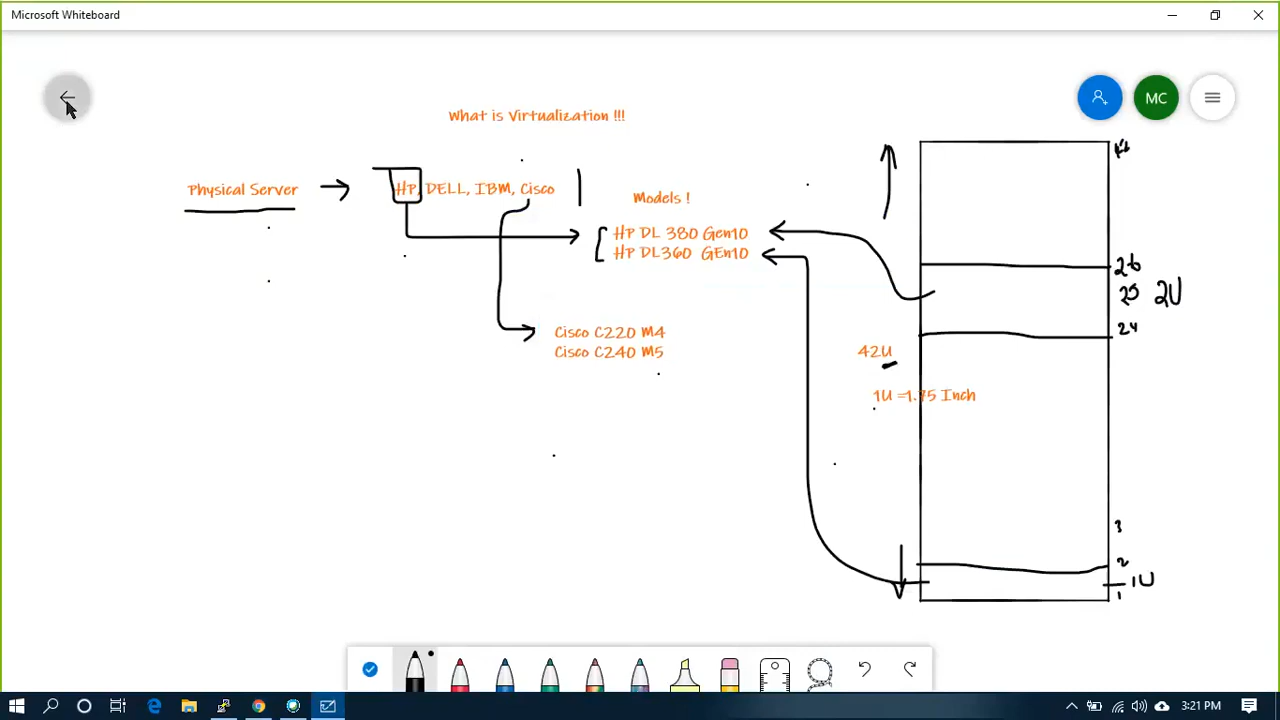 Microsoft Whiteboard
MC
What is Virtualization !!!
Physical Server
HP, DELL, IBM, Cisco
Models !
HP DL 380 Gen10
HP DL360 GEn10
Cisco C220 M4
Cisco C240 M5
42U
1U =1.75 Inch
26
25 2U
24
3
2
1U
1
3:21 PM